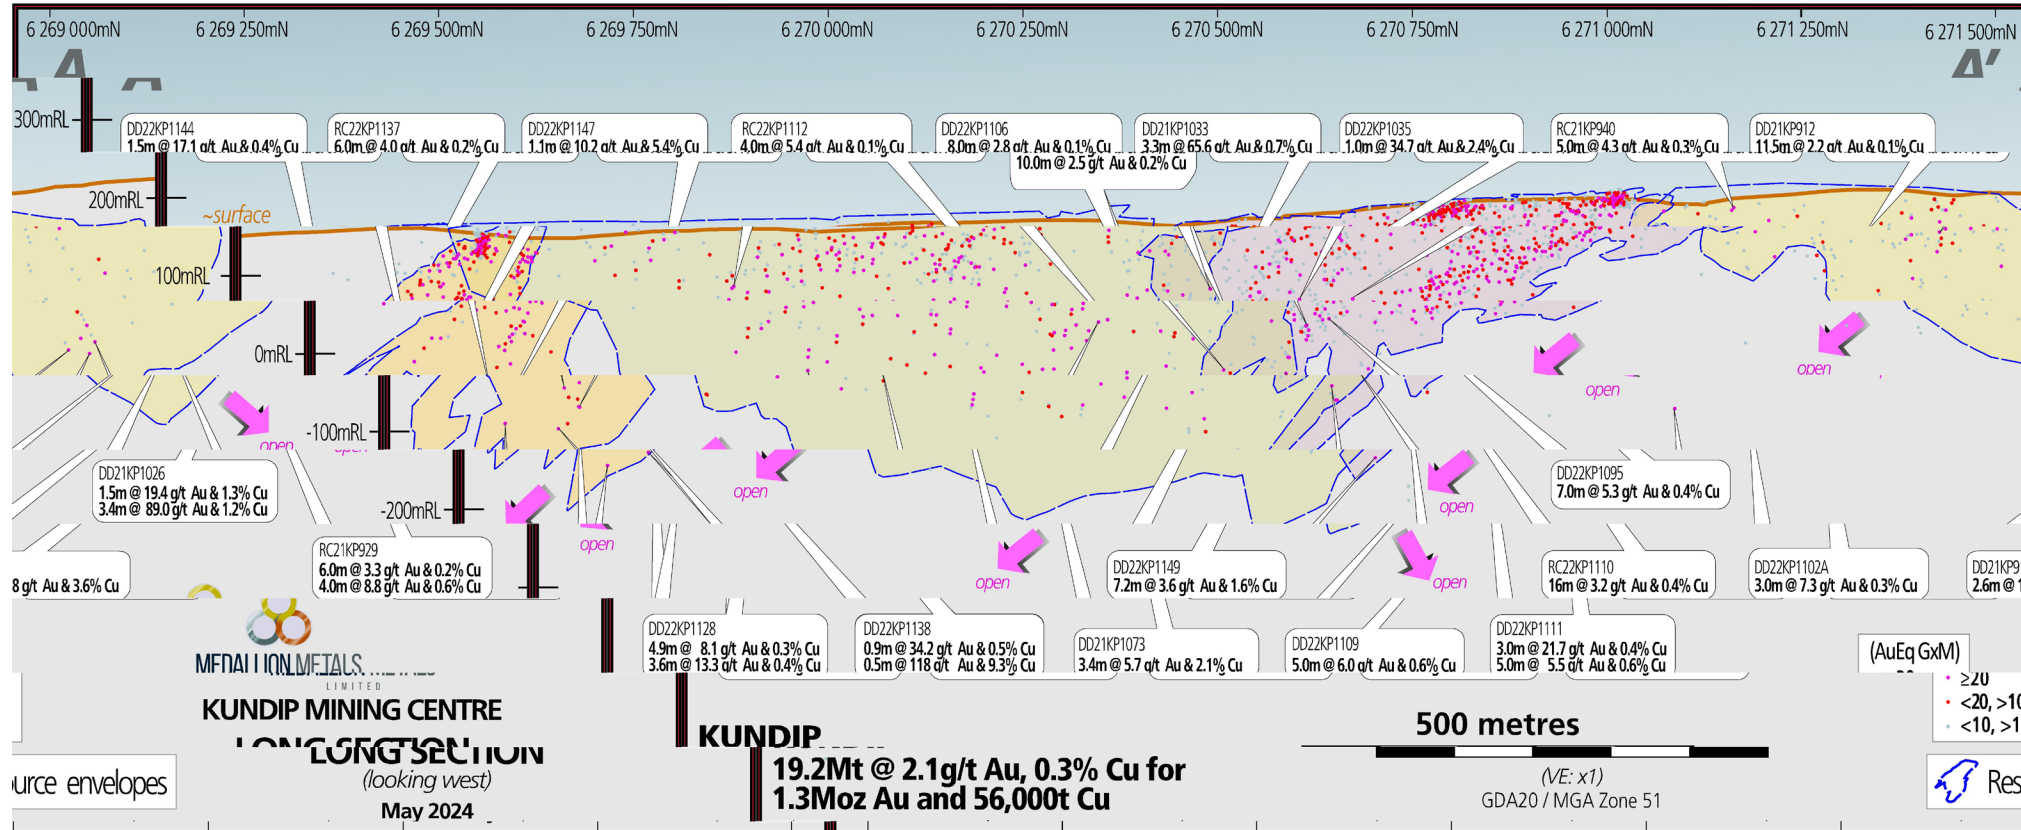 6 269 000mN 6 269 250mN 6 269 500mN 6 269 750mN 6 270 000mN 6 270 250mN 6 270 500mN 6 270 750mN 6 271 000mN 6 271 250mN 6 271 500mN
A A'
300mRL
DD22KP1144
1.5m @ 17.1 g/t Au & 0.4% Cu
RC22KP1137
6.0m @ 4.0 g/t Au & 0.2% Cu
DD22KP1147
1.1m @ 10.2 g/t Au & 5.4% Cu
RC22KP1112
4.0m @ 5.4 g/t Au & 0.1% Cu
DD22KP1106
8.0m @ 2.8 g/t Au & 0.1% Cu
10.0m @ 2.5 g/t Au & 0.2% Cu
DD21KP1033
3.3m @ 65.6 g/t Au & 0.7% Cu
DD22KP1035
1.0m @ 34.7 g/t Au & 2.4% Cu
RC21KP940
5.0m @ 4.3 g/t Au & 0.3% Cu
DD21KP912
11.5m @ 2.2 g/t Au & 0.1% Cu
200mRL
~surface
100mRL
0mRL
open
open
-100mRL
open
open
DD21KP1026
1.5m @ 19.4 g/t Au & 1.3% Cu
3.4m @ 89.0 g/t Au & 1.2% Cu
DD22KP1095
7.0m @ 5.3 g/t Au & 0.4% Cu
-200mRL
open
open
8 g/t Au & 3.6% Cu
RC21KP929
6.0m @ 3.3 g/t Au & 0.2% Cu
4.0m @ 8.8 g/t Au & 0.6% Cu
open
DD22KP1149
7.2m @ 3.6 g/t Au & 1.6% Cu
open
RC22KP1110
16m @ 3.2 g/t Au & 0.4% Cu
DD22KP1102A
3.0m @ 7.3 g/t Au & 0.3% Cu
DD21KP9
2.6m @ 1
DD22KP1128
4.9m @ 8.1 g/t Au & 0.3% Cu
3.6m @ 13.3 g/t Au & 0.4% Cu
DD22KP1138
0.9m @ 34.2 g/t Au & 0.5% Cu
0.5m @ 118 g/t Au & 9.3% Cu
DD21KP1073
3.4m @ 5.7 g/t Au & 2.1% Cu
DD22KP1109
5.0m @ 6.0 g/t Au & 0.6% Cu
DD22KP1111
3.0m @ 21.7 g/t Au & 0.4% Cu
5.0m @ 5.5 g/t Au & 0.6% Cu
(AuEq GxM)
≥20
<20, >10
<10, >1
MEDALLION METALS
LIMITED
KUNDIP MINING CENTRE
LONG SECTION
(looking west)
May 2024
KUNDIP
19.2Mt @ 2.1g/t Au, 0.3% Cu for
1.3Moz Au and 56,000t Cu
500 metres
(VE: x1)
GDA20 / MGA Zone 51
urce envelopes
Res